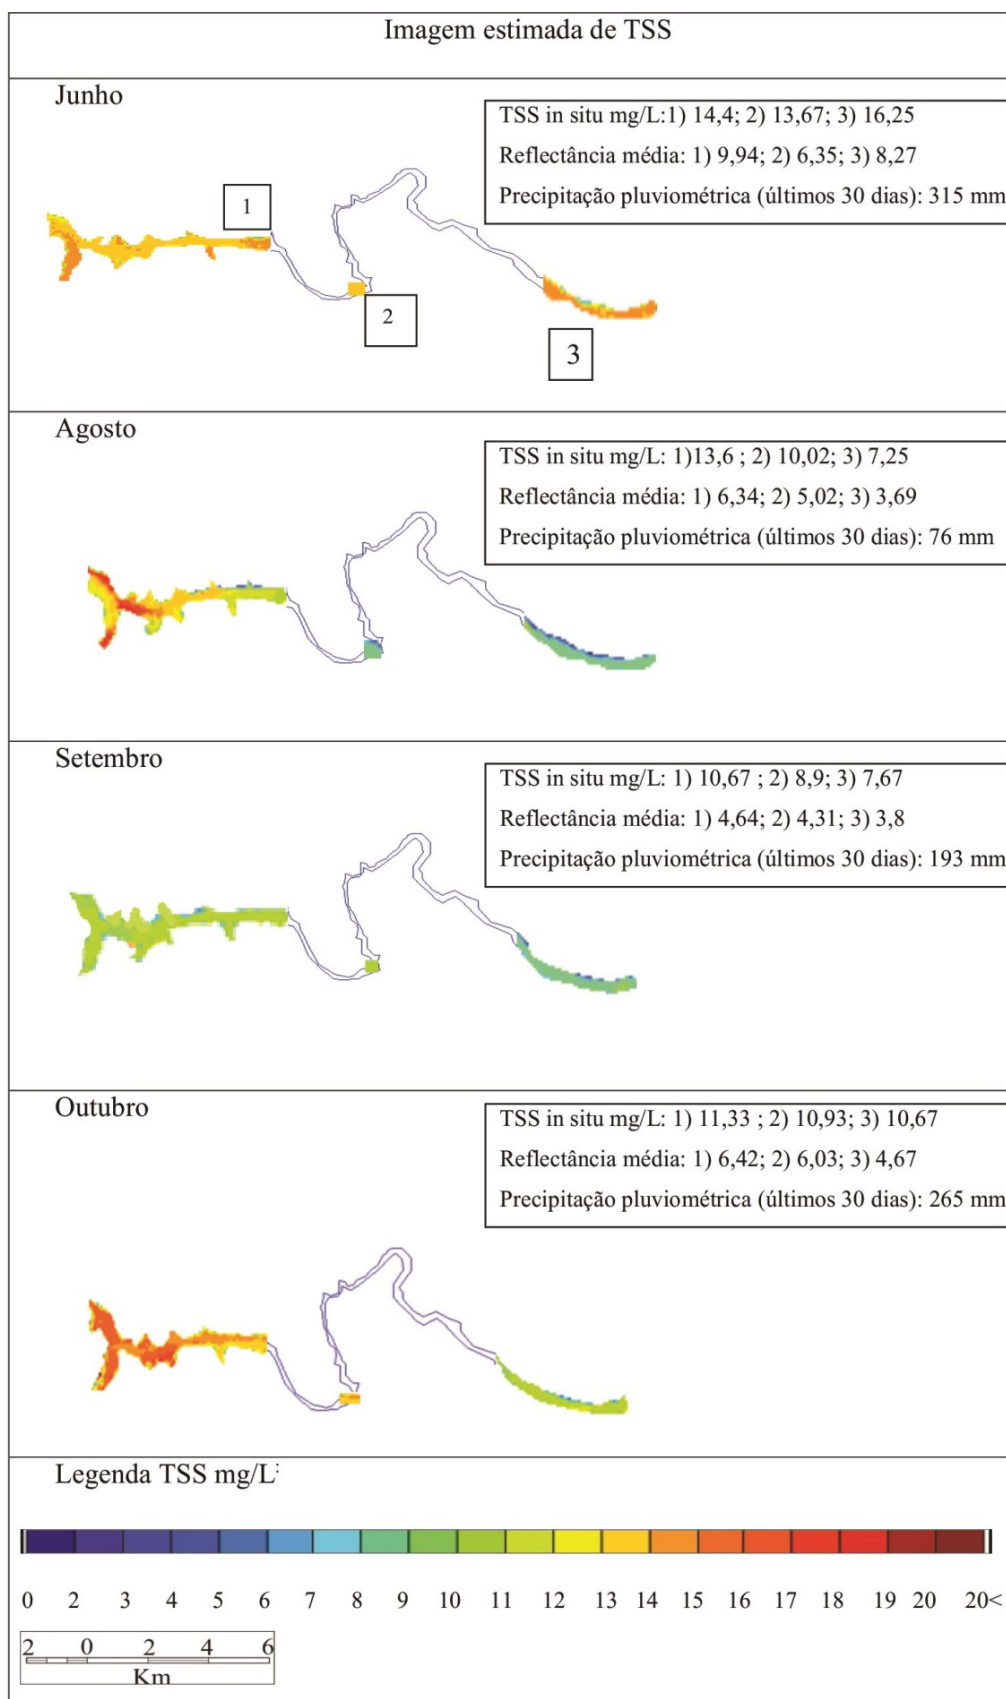 Imagem estimada de TSS
Junho
TSS in situ mg/L:1) 14,4; 2) 13,67; 3) 16,25
Reflectância média: 1) 9,94; 2) 6,35; 3) 8,27
Precipitação pluviométrica (últimos 30 dias): 315 mm
1
2
3
Agosto
TSS in situ mg/L: 1)13,6 ; 2) 10,02; 3) 7,25
Reflectância média: 1) 6,34; 2) 5,02; 3) 3,69
Precipitação pluviométrica (últimos 30 dias): 76 mm
Setembro
TSS in situ mg/L: 1) 10,67 ; 2) 8,9; 3) 7,67
Reflectância média: 1) 4,64; 2) 4,31; 3) 3,8
Precipitação pluviométrica (últimos 30 dias): 193 mm
Outubro
TSS in situ mg/L: 1) 11,33 ; 2) 10,93; 3) 10,67
Reflectância média: 1) 6,42; 2) 6,03; 3) 4,67
Precipitação pluviométrica (últimos 30 dias): 265 mm
Legenda TSS mg/L:
0 2 3 4 5 6 7 8 9 10 11 12 13 14 15 16 17 18 19 20 20<
2 0 2 4 6
Km